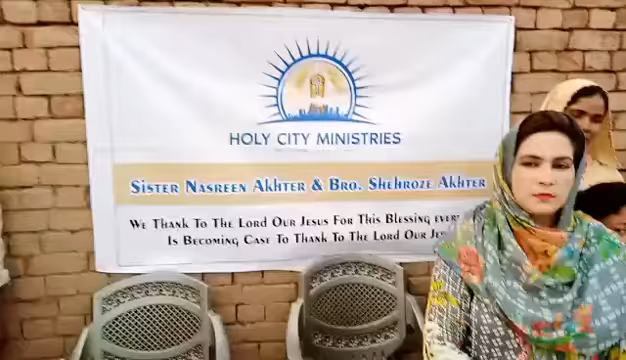 HOLY CITY MINISTRIES
SISTER NASREEN AKHTER & BRO. SHEHROZE AKHTER
WE THANK TO THE LORD OUR JESUS FOR THIS BLESSING
IS BECOMING CASE TO THANK TO THE LORD OUR